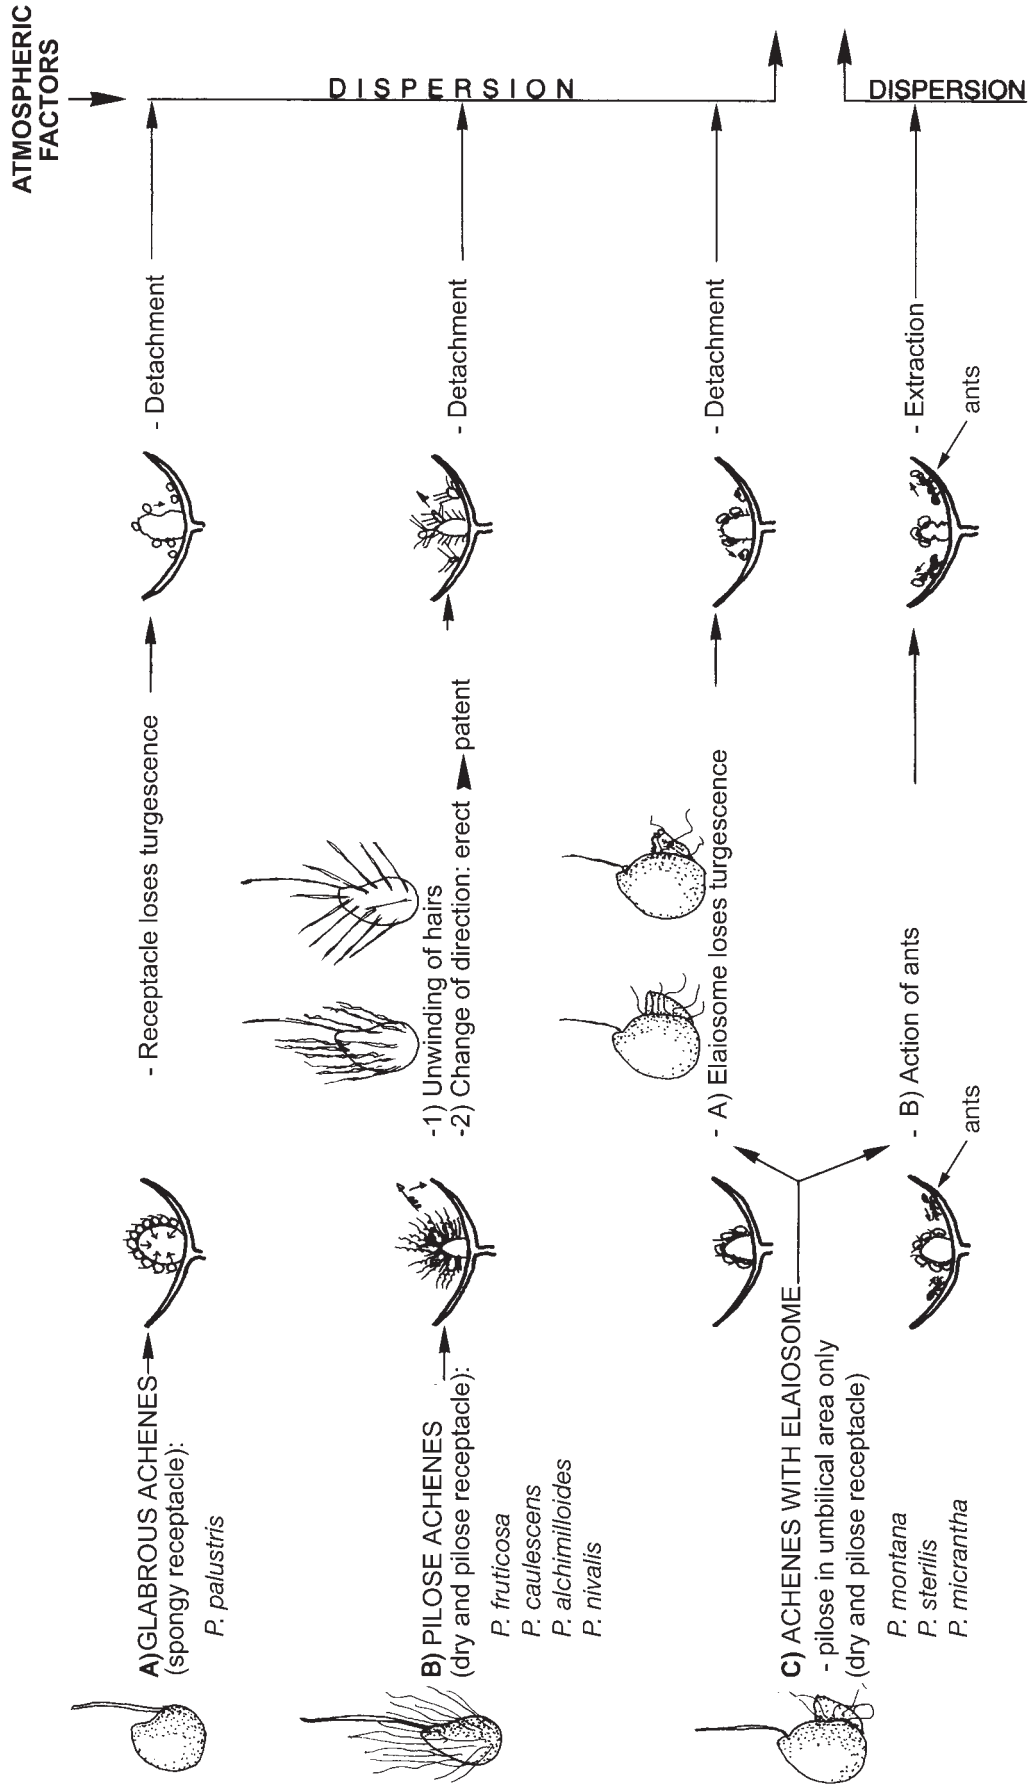 A)GLABROUS ACHENES
(spongy receptacle):
P. palustris
- Receptacle loses turgescence
- Detachment
B) PILOSE ACHENES
(dry and pilose receptacle):
P. fruticosa
P. caulescens
P. alchimilloides
P. nivalis
-1) Unwinding of hairs
-2) Change of direction: erect patent
- Detachment
C) ACHENES WITH ELAIOSOME
- pilose in umbilical area only
(dry and pilose receptacle)
P. montana
P. sterilis
P. micrantha
- A) Elaiosome loses turgescence
- Detachment
ants
- B) Action of ants
ants
- Extraction
ATMOSPHERIC
FACTORS
DISPERSION
DISPERSION